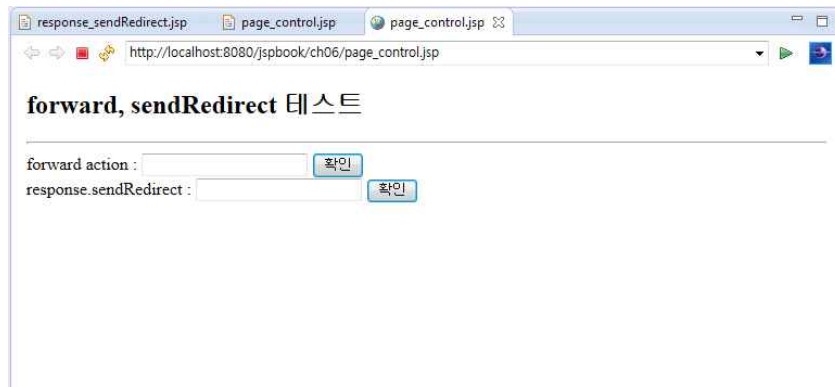 response_sendRedirect.jsp page_control.jsp page_control.jsp
http://localhost:8080/jspbook/ch06/page_control.jsp
forward, sendRedirect 테스트
forward action : 확인
response.sendRedirect : 확인